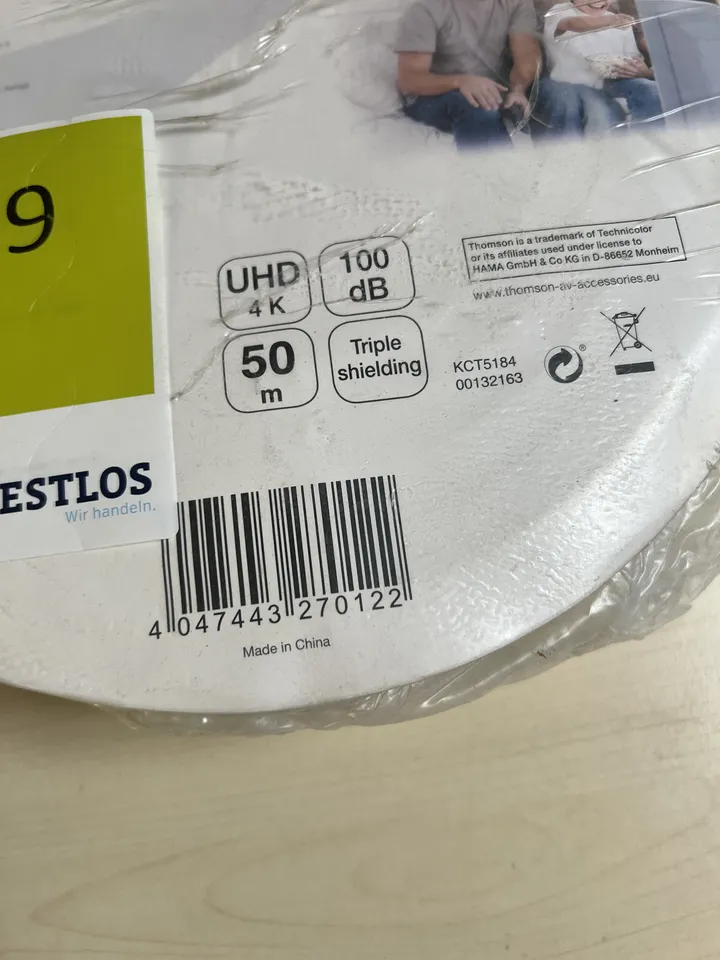 9
ESTLOS
Wir handeln.
UHD
4 K
100
dB
50
m
Triple
shielding
Thomson is a trademark of Technicolor
or its affiliates used under license to
HAMA GmbH & Co KG in D-86652 Monheim
www.thomson-av-accessories.eu
KCT5184
00132163
®
4 047443 270122
Made in China